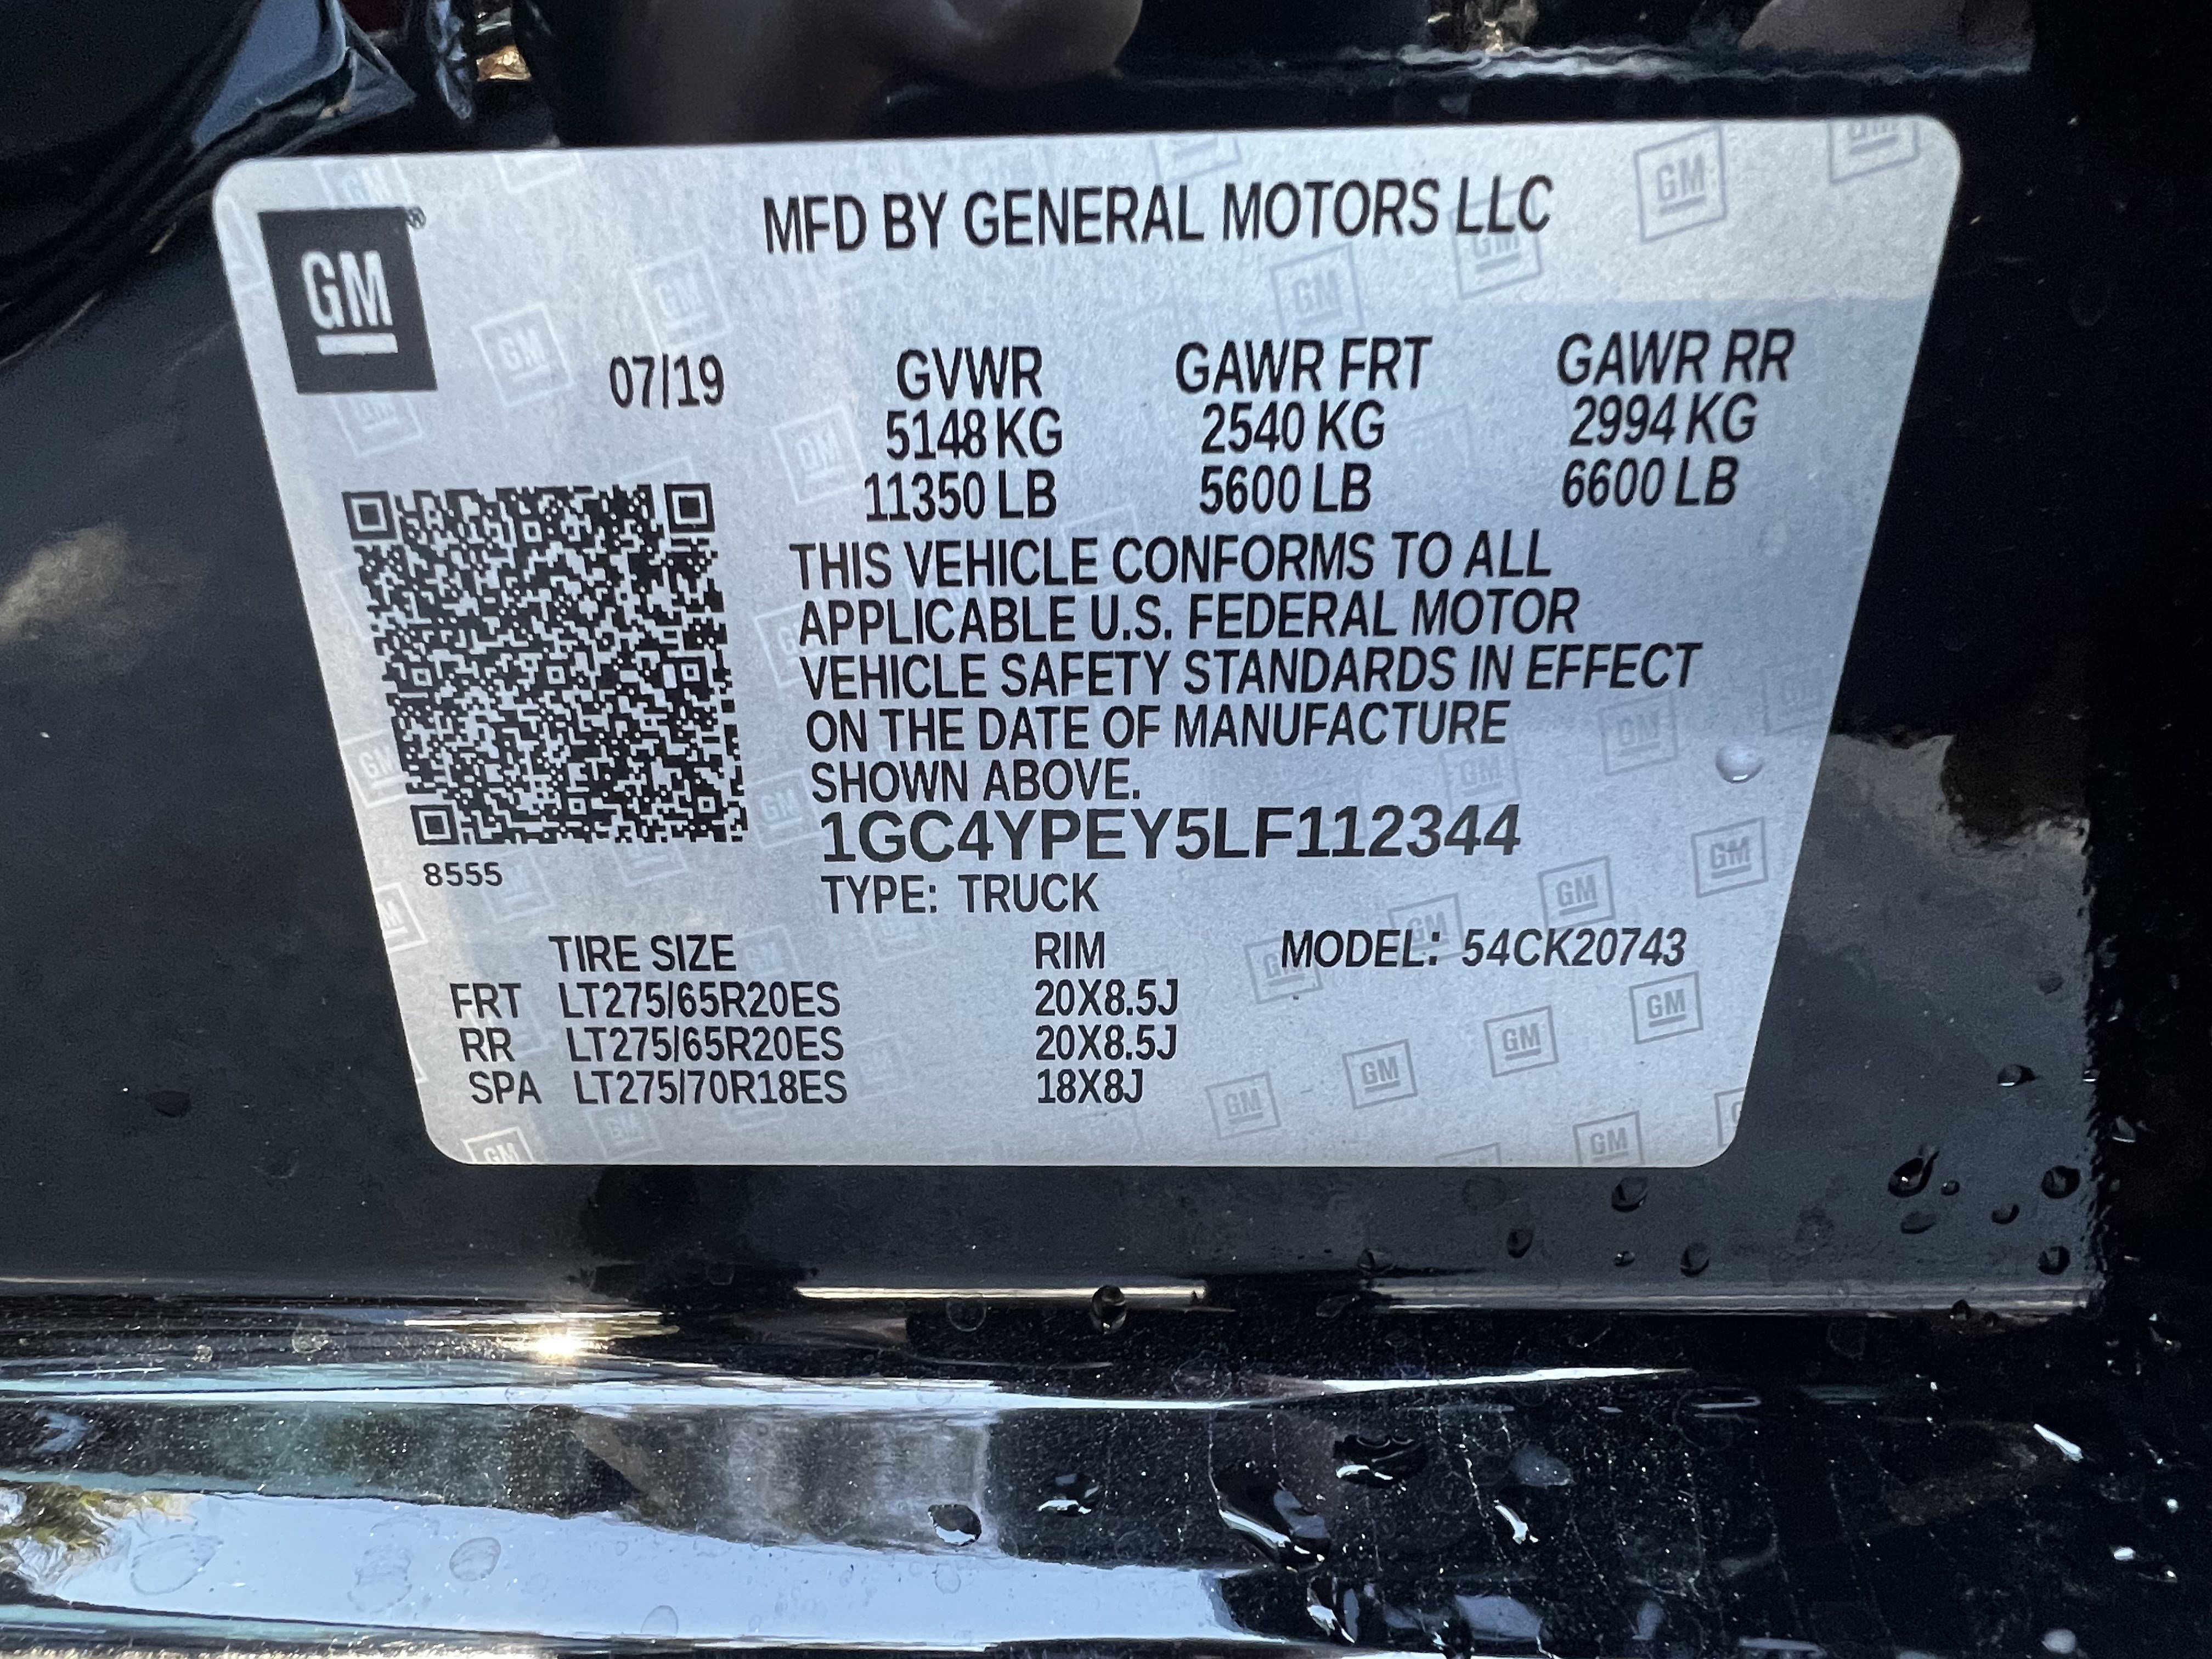 MFD BY GENERAL MOTORS LLC
GM®
07/19 GVWR GAWR FRT GAWR RR
5148 KG 2540 KG 2994 KG
11350 LB 5600 LB 6600 LB
THIS VEHICLE CONFORMS TO ALL
APPLICABLE U.S. FEDERAL MOTOR
VEHICLE SAFETY STANDARDS IN EFFECT
ON THE DATE OF MANUFACTURE
SHOWN ABOVE.
1GC4YPEY5LF112344
8555
TYPE: TRUCK
TIRE SIZE RIM MODEL: 54CK20743
FRT LT275/65R20ES 20X8.5J
RR LT275/65R20ES 20X8.5J
SPA LT275/70R18ES 18X8J